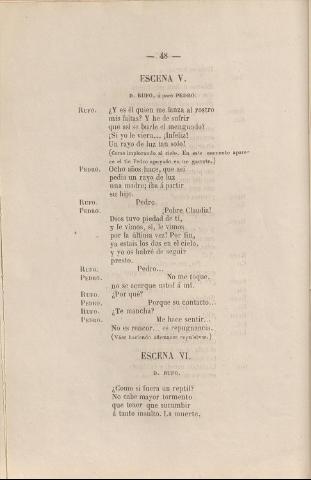 — 48 —
ESCENA V.
D. RUFO, á poco PEDRO.
RUFO. ¿Y es él quien me lanza al rostro
mis faltas? Y he de sufrir
que así se burle el menguado!
¡Si yo le viera... ¡Infeliz!
Un rayo de luz tan solo!
(Como implorando al cielo. En este momento aparece
en el tio Pedro apoyado en un garrote.)
PEDRO. Ocho años hace, que así
pedia un rayo de luz
una madre; iba á partir
su hijo.
RUFO. Pedro.
PEDRO. ¡Pobre Claudia!
Dios tuvo piedad de tí,
y le vimos, sí, le vimos
por la última vez! Por fin,
ya estais los dos en el cielo,
y yo os habré de seguir
presto.
RUFO. Pedro...
PEDRO. No me toque,
no se acerque usted á mí.
RUFO. ¿Por qué?
PEDRO. Porque su contacto...
RUFO. ¿Te mancha?
PEDRO. Me hace sentir...
No es rencor... es repugnancia.
(Váse haciendo ademanes repulsivos.)
ESCENA VI.
D. RUFO.
¿Como si fuera un reptil?
No cabe mayor tormento
que tener que sucumbir
á tanto insulto. La muerte,